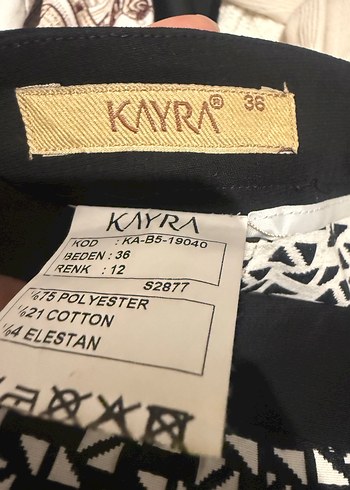 KAYRA® 36
KAYRA
KOD : KA-B5-19040
BEDEN : 36
RENK : 12
S2877
%75 POLYESTER
%21 COTTON
%4 ELESTAN